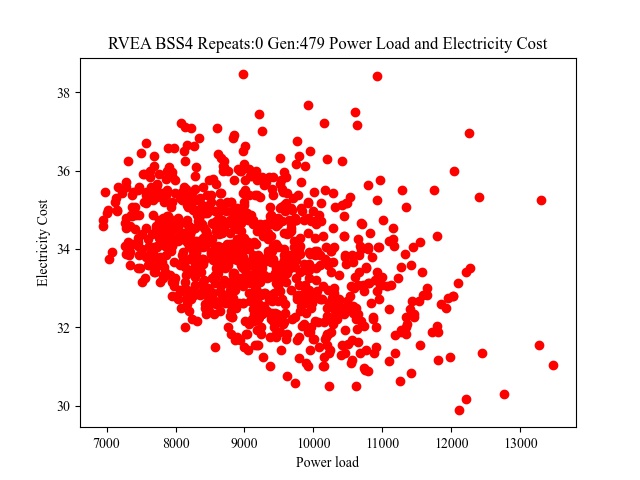 RVEA BSS4 Repeats:0 Gen:479 Power Load and Electricity Cost
Electricity Cost
38
36
34
32
30
7000 8000 9000 10000 11000 12000 13000
Power load